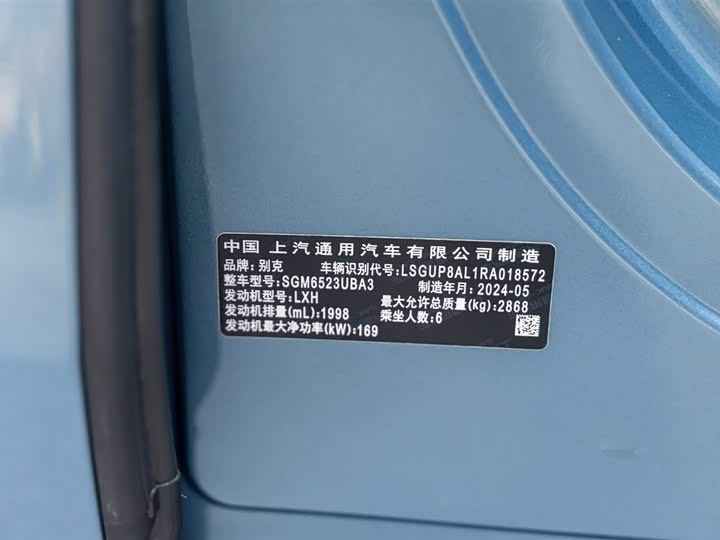 中国 上汽通用汽车有限公司制造
品牌:别克 车辆识别代号:LSGUP8AL1RA018572
整车型号:SGM6523UBA3 制造年月:2024-05
发动机型号:LXH 最大允许总质量(kg):2868
发动机排量(mL):1998 乘坐人数:6
发动机最大净功率(kW):169